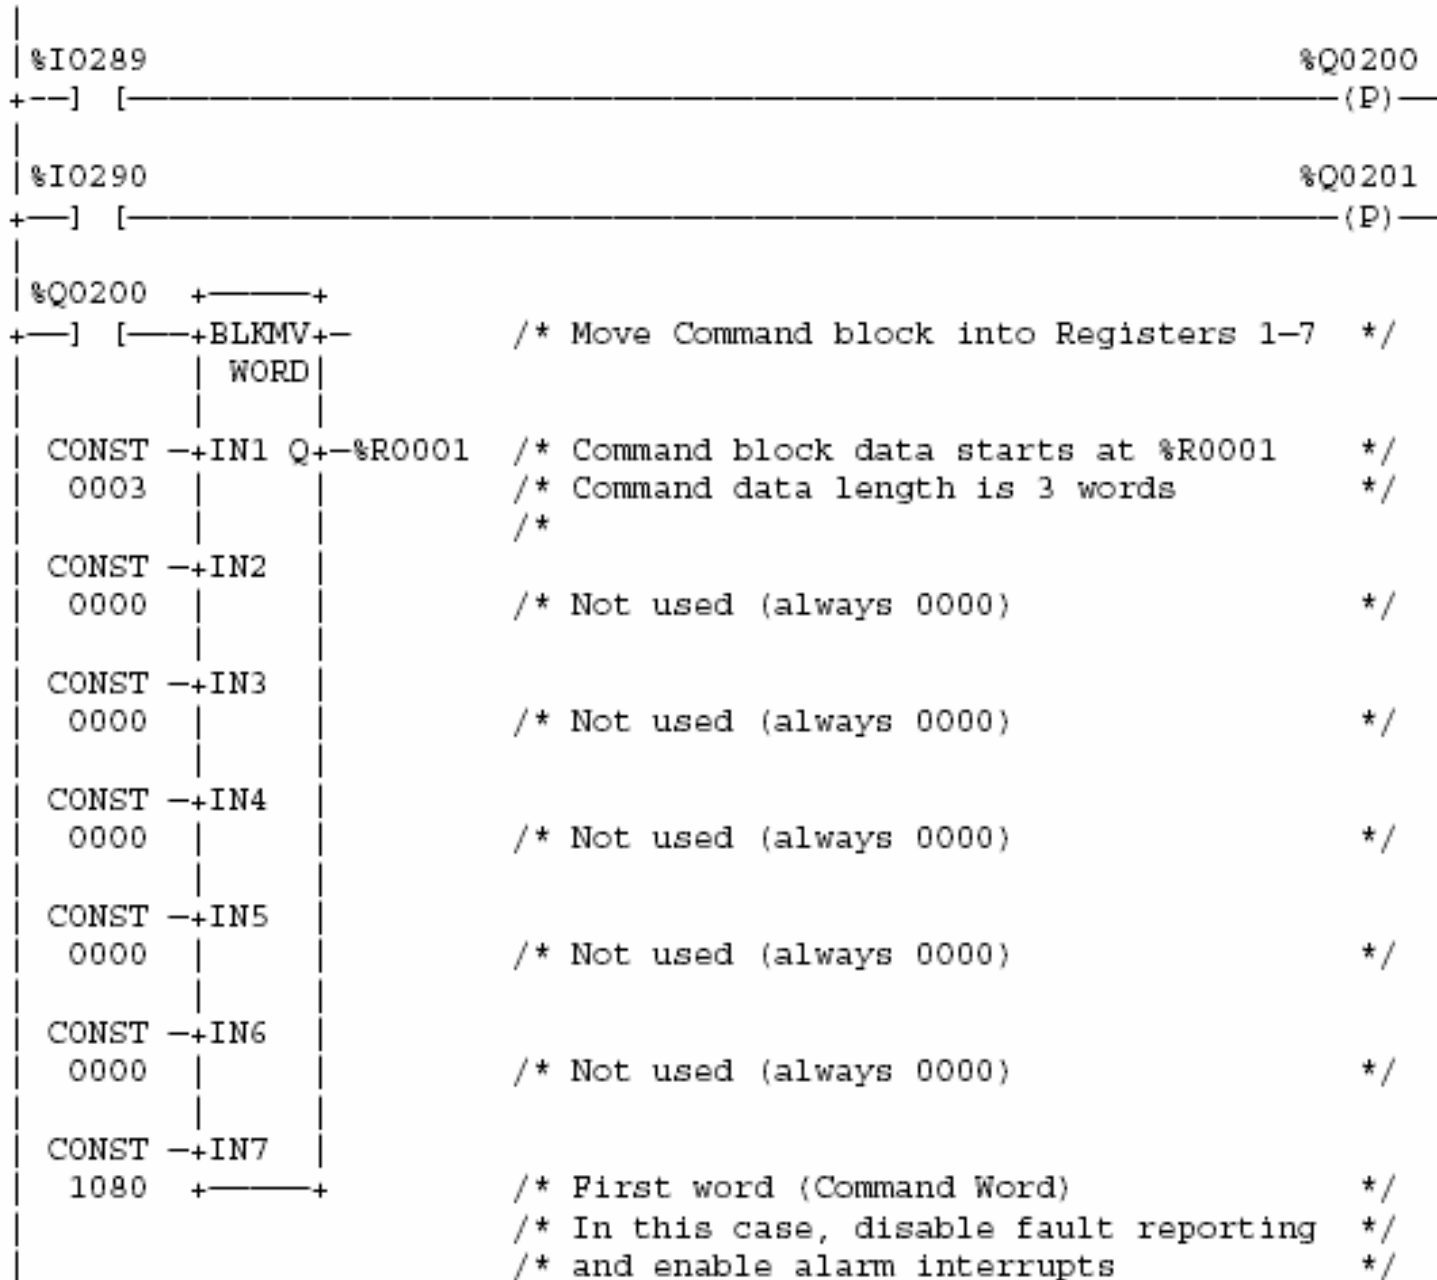 |
|%I0289 %Q0200
+--] [————————————————————————————————(P)—
|
|%I0290 %Q0201
+——] [————————————————————————————————(P)—
|
|%Q0200 +—————+
+——] [———+BLKMV+— /* Move Command block into Registers 1—7 */
| | WORD|
| | |
| CONST —+IN1 Q+—%R0001 /* Command block data starts at %R0001 */
| 0003 | | /* Command data length is 3 words */
| | | /*
| CONST —+IN2 |
| 0000 | | /* Not used (always 0000) */
| | |
| CONST —+IN3 |
| 0000 | | /* Not used (always 0000) */
| | |
| CONST —+IN4 |
| 0000 | | /* Not used (always 0000) */
| | |
| CONST —+IN5 |
| 0000 | | /* Not used (always 0000) */
| | |
| CONST —+IN6 |
| 0000 | | /* Not used (always 0000) */
| | |
| CONST —+IN7 |
| 1080 +—————+ /* First word (Command Word) */
| /* In this case, disable fault reporting */
| /* and enable alarm interrupts */